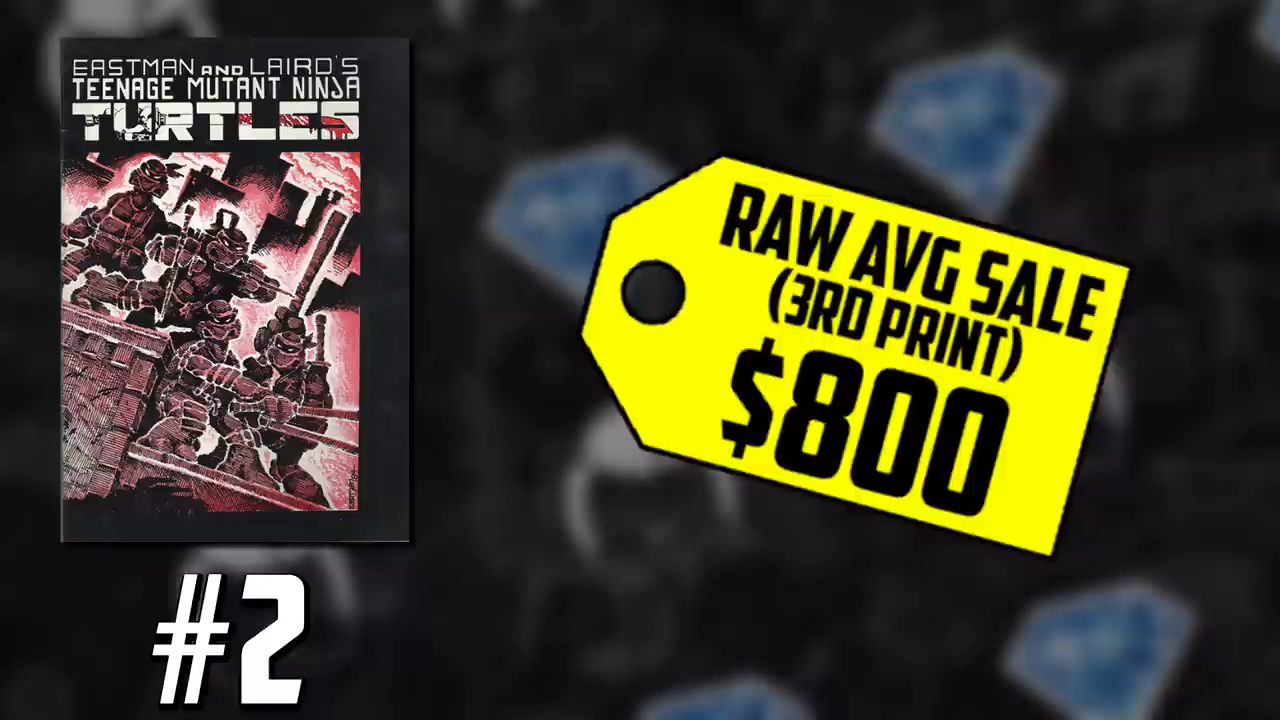 EASTMAN AND LAIRD'S
TEENAGE MUTANT NINJA
TURTLES
#2
RAW AVG SALE
(3RD PRINT)
$800